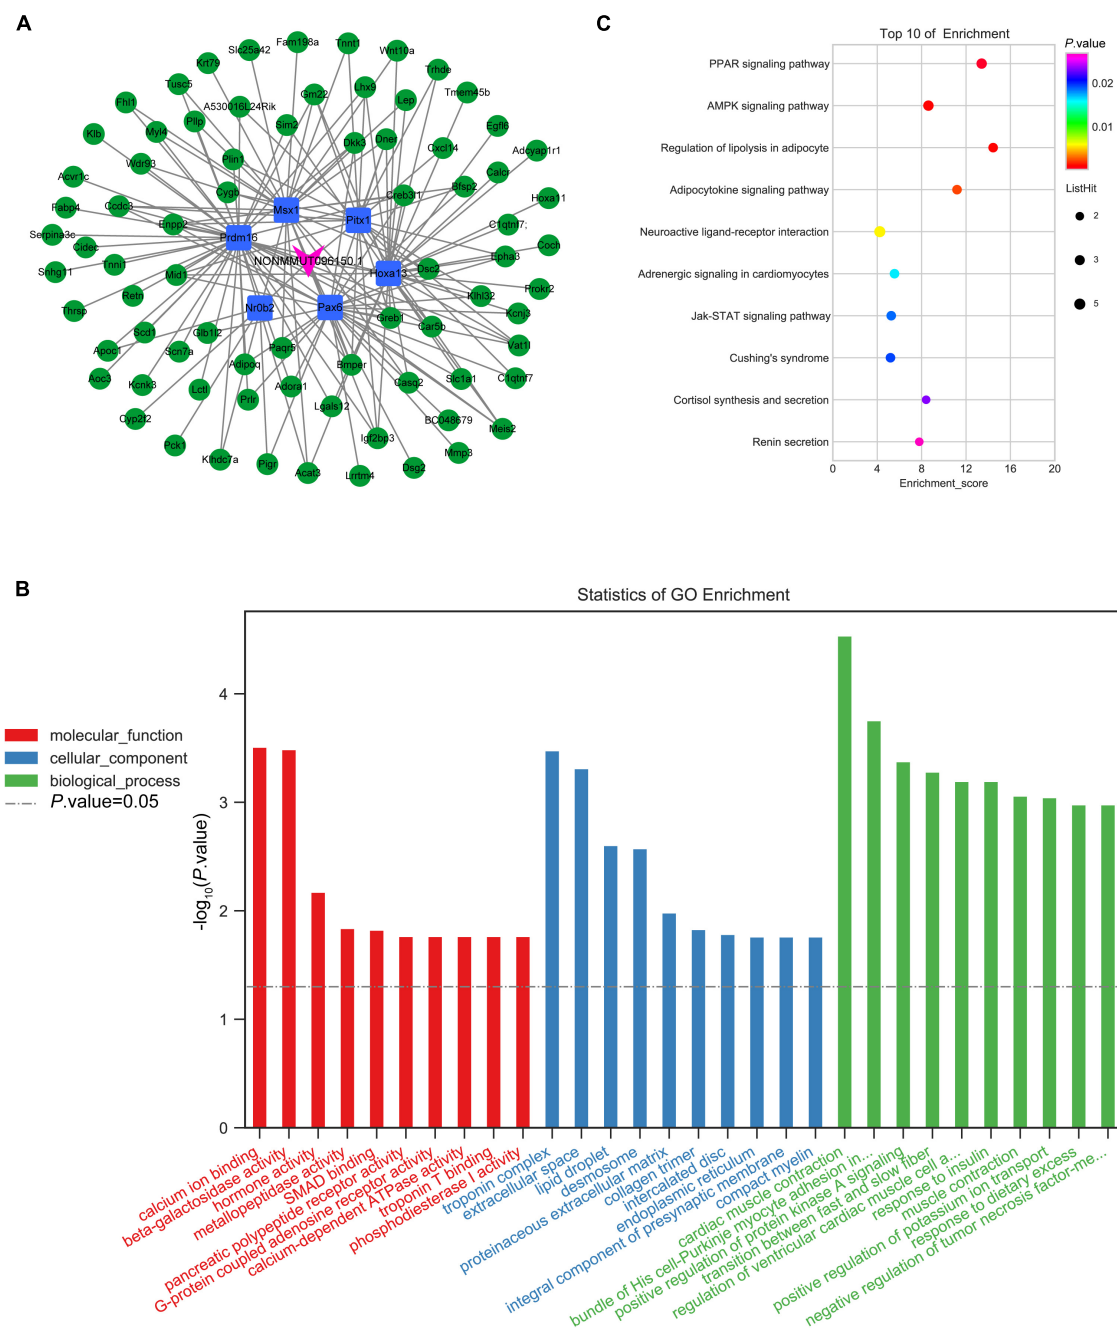 A
Fam198a
Slc25a42
Tnnt1
Wnt10a
Krt79
Trhde
Tusc5
Gm22
Lhx9
Lep
Tmem45b
Fhl1
A530016L24Rik
Pllp
Sim2
Egfl6
Klb
Myl4
Dkk3
Dner
Cxcl14
Adcyap1r1
Wdr93
Plin1
Calcr
Acvr1c
Cygb
Creb3l1
Bfsp2
Hoxa11
Fabp4
Ccdc3
Enpp2
Msx1
Pitx1
C1qtnf7;
Serpina3c
Cidec
Prdm16
Coch
Epha3
Snhg11
Tnni1
Mid1
NONMMUT096150.1
Hoxa13
Dsc2
Prokr2
Retn
Klhl32
Thrsp
Nr0b2
Pax6
Greb1
Kcnj3
Scd1
Glb1l2
Car5b
Apoc1
Scn7a
Paqr5
Vat1l
Adipoq
Bmper
Aoc3
Kcnk3
Lctl
Prlr
Adora1
Casq2
Slc1a1
C1qtnf7
Cyp2f2
Lgals12
BC048679
Meis2
Pck1
Igf2bp3
Klhdc7a
Pigr
Acat3
Lrrtm4
Dsg2
Mmp3
C
Top 10 of Enrichment
PPAR signaling pathway
AMPK signaling pathway
Regulation of lipolysis in adipocyte
Adipocytokine signaling pathway
Neuroactive ligand-receptor interaction
Adrenergic signaling in cardiomyocytes
Jak-STAT signaling pathway
Cushing's syndrome
Cortisol synthesis and secretion
Renin secretion
0 4 8 12 16 20
Enrichment_score
P.value
0.02
0.01
ListHit
2
3
5
B
Statistics of GO Enrichment
molecular_function
cellular_component
biological_process
P.value=0.05
-log10(P.value)
4
3
2
1
0
calcium ion binding
beta-galactosidase activity
hormone activity
metallopeptidase activity
SMAD binding
pancreatic polypeptide receptor activity
G-protein coupled adenosine receptor activity
calcium-dependent ATPase activity
troponin T binding
phosphodiesterase I activity
troponin complex
extracellular space
lipid droplet
desmosome
proteinaceous extracellular matrix
collagen trimer
intercalated disc
endoplasmic reticulum
integral component of presynaptic membrane
compact myelin
cardiac muscle contraction
bundle of His cell-Purkinje myocyte adhesion in...
positive regulation of protein kinase A signaling
transition between fast and slow fiber
regulation of ventricular cardiac muscle cell a...
response to insulin
muscle contraction
positive regulation of potassium ion transport
response to dietary excess
negative regulation of tumor necrosis factor-me...